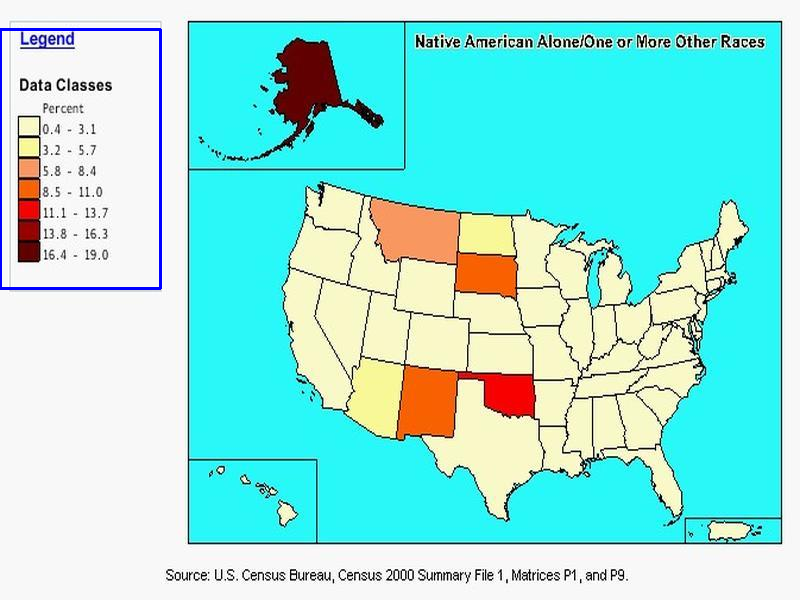 Legend
Native American Alone/One or More Other Races
Data Classes
Percent
0.4 - 3.1
3.2 - 5.7
5.8 - 8.4
8.5 - 11.0
11.1 - 13.7
13.8 - 16.3
16.4 - 19.0
Source: U.S. Census Bureau, Census 2000 Summary File 1, Matrices P1, and P9.